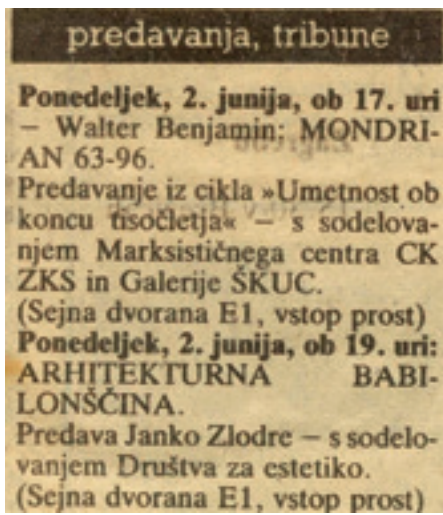 predavanja, tribune
Ponedeljek, 2. junija, ob 17. uri
– Walter Benjamin: MONDRI-
AN 63-96.
Predavanje iz cikla »Umetnost ob
koncu tisočletja« – s sodelova-
njem Marksističnega centra CK
ZKS in Galerije ŠKUC.
(Sejna dvorana E1, vstop prost)
Ponedeljek, 2. junija, ob 19. uri:
ARHITEKTURNA BABI-
LONŠČINA.
Predava Janko Zlodre – s sodelo-
vanjem Društva za estetiko.
(Sejna dvorana E1, vstop prost)